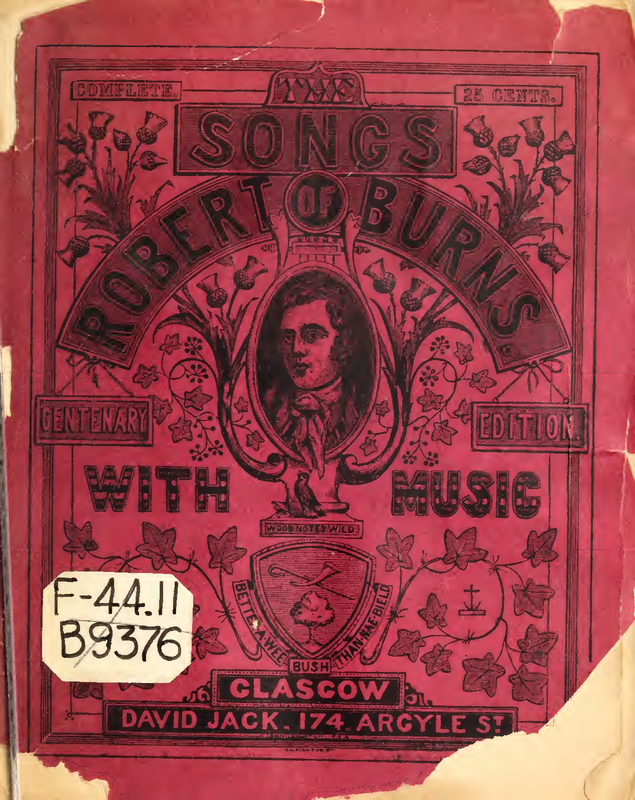 COMPLETE.
25 CENTS.
THE
SONGS
OF
ROBERT BURNS.
CENTENARY
EDITION
WITH MUSIC
WOOD NOTES WILD
BETTER A WEE BUSH THAN NAE BIELD
F-44.11
B9376
GLASGOW
DAVID JACK, 174 ARGYLE ST.